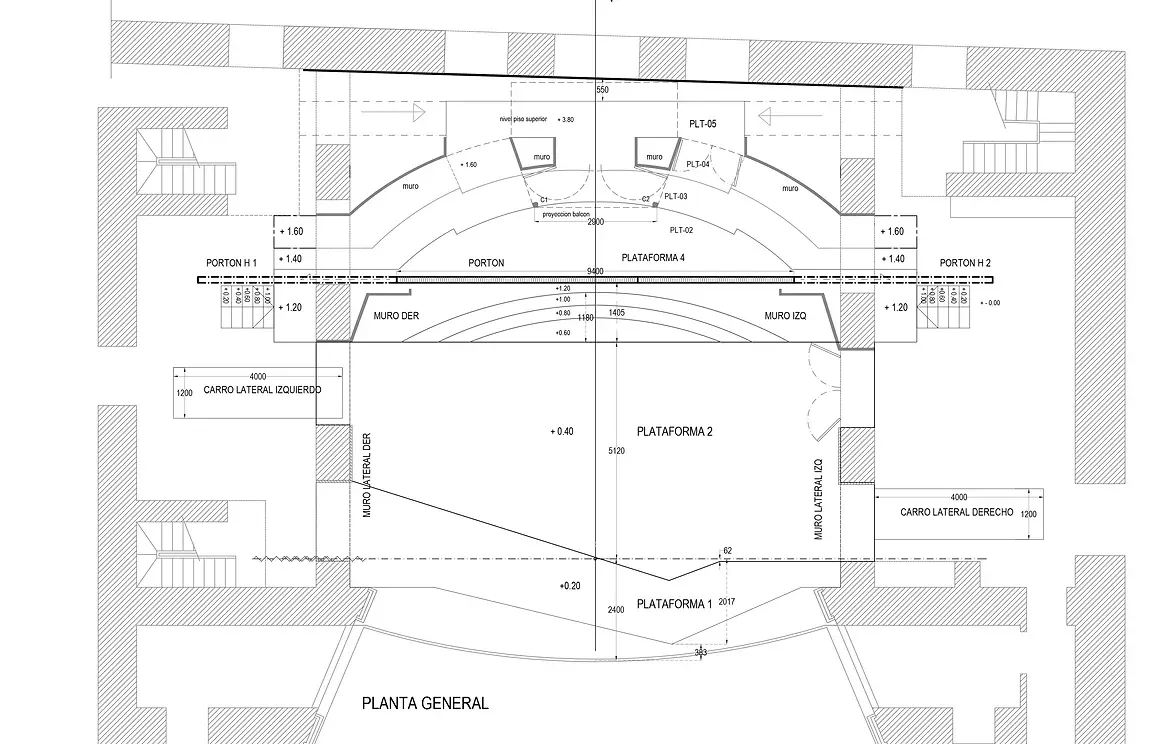 550
nivel piso superior + 3.80
PLT-05
muro
muro
+ 1.60
PLT-04
muro
muro
C1
C2
PLT-03
proyeccion balcon
2900
PLT-02
+ 1.60
+ 1.60
+ 1.40
+ 1.40
PORTON H 1
PORTON
PLATAFORMA 4
PORTON H 2
9400
+0.20
+0.40
+0.60
+0.80
+1.00
+ 1.20
+1.20
+1.00
+0.80
+0.60
1180
1405
MURO DER
MURO IZQ
+ 1.20
+1.00
+0.80
+0.60
+0.40
+0.20
+ -0.00
4000
1200
CARRO LATERAL IZQUIERDO
+ 0.40
PLATAFORMA 2
5120
MURO LATERAL DER
MURO LATERAL IZQ
4000
CARRO LATERAL DERECHO
1200
62
+0.20
2400
PLATAFORMA 1
2017
383
PLANTA GENERAL